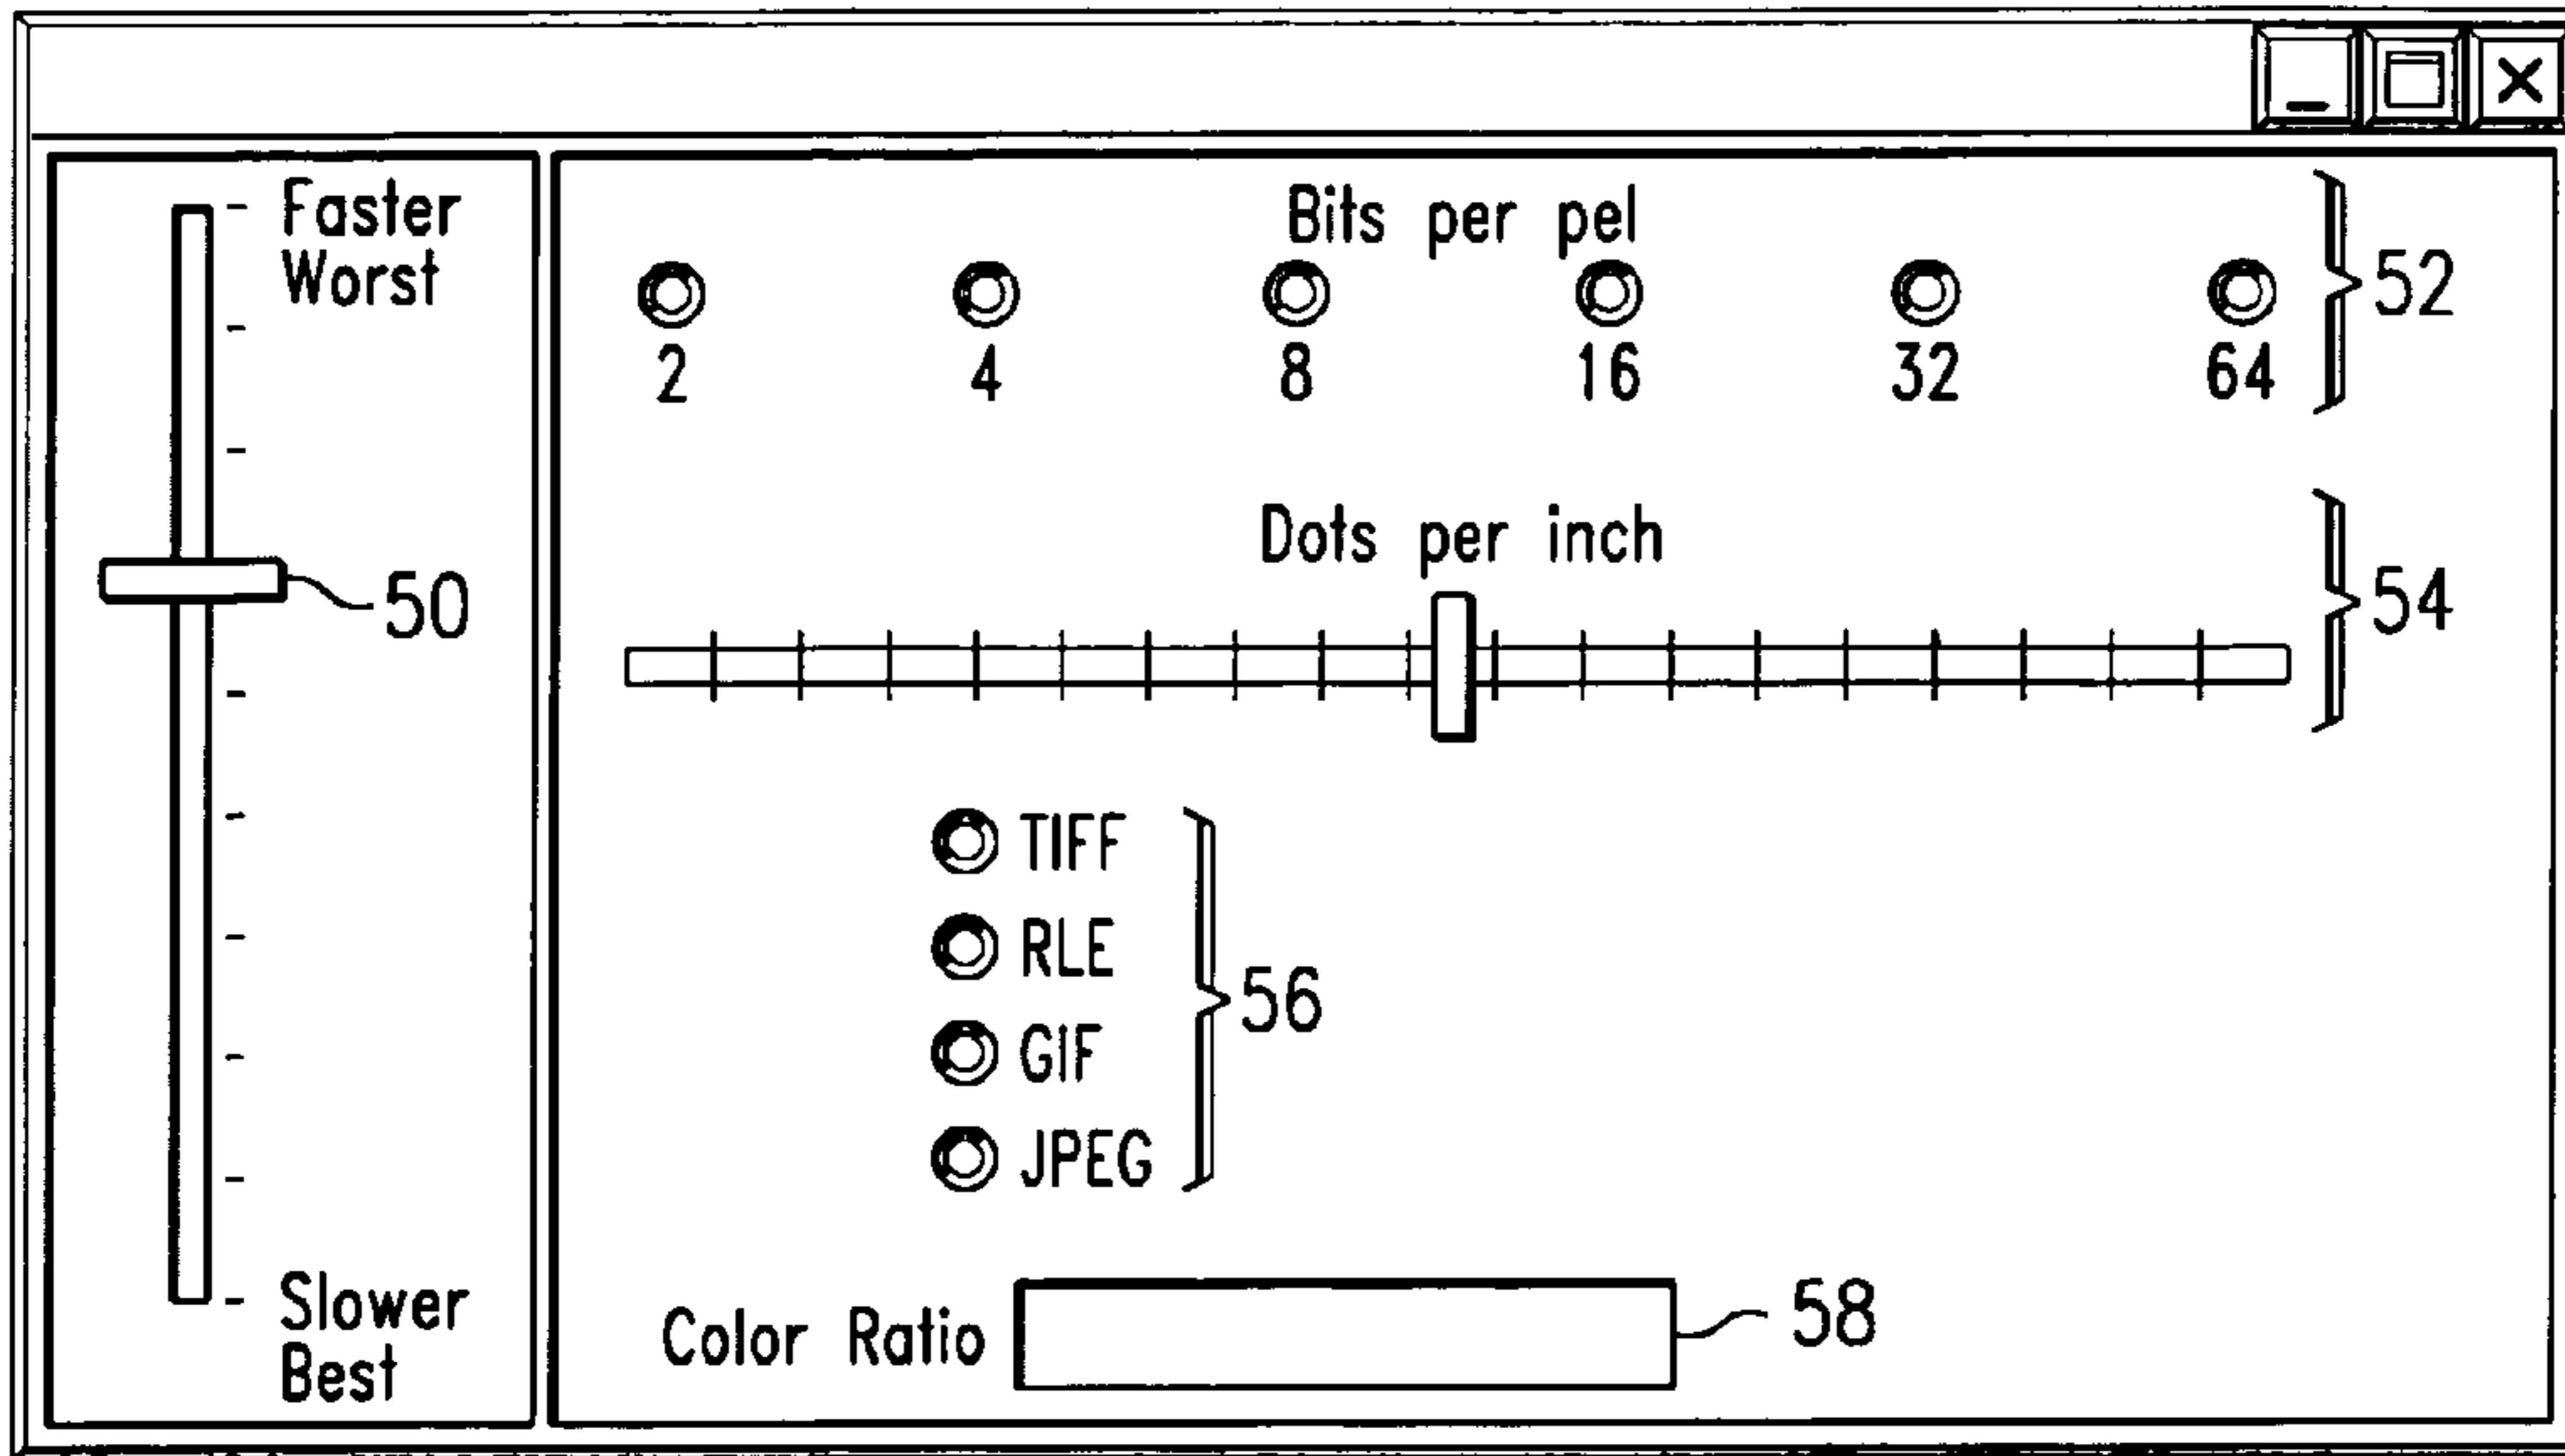 Faster
Worst
50
Slower
Best
Bits per pel
2 4 8 16 32 64
52
Dots per inch
54
TIFF
RLE
GIF
JPEG
56
Color Ratio
58